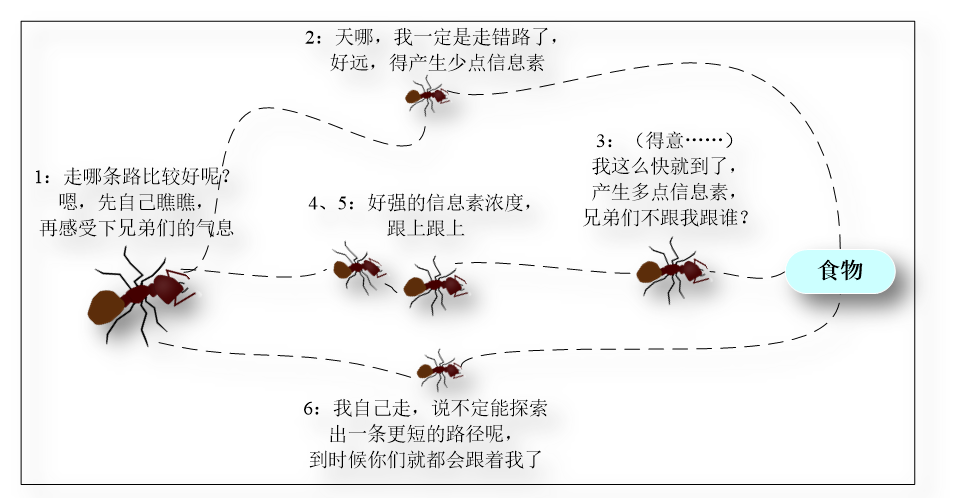 2：天哪，我一定是走错路了，
好远，得产生少点信息素
3：（得意……）
我这么快就到了，
产生多点信息素，
兄弟们不跟我跟谁？
1：走哪条路比较好呢？
嗯，先自己瞧瞧，
再感受下兄弟们的气息
4、5：好强的信息素浓度，
跟上跟上
食物
6：我自己走，说不定能探索
出一条更短的路径呢，
到时候你们就都会跟着我了